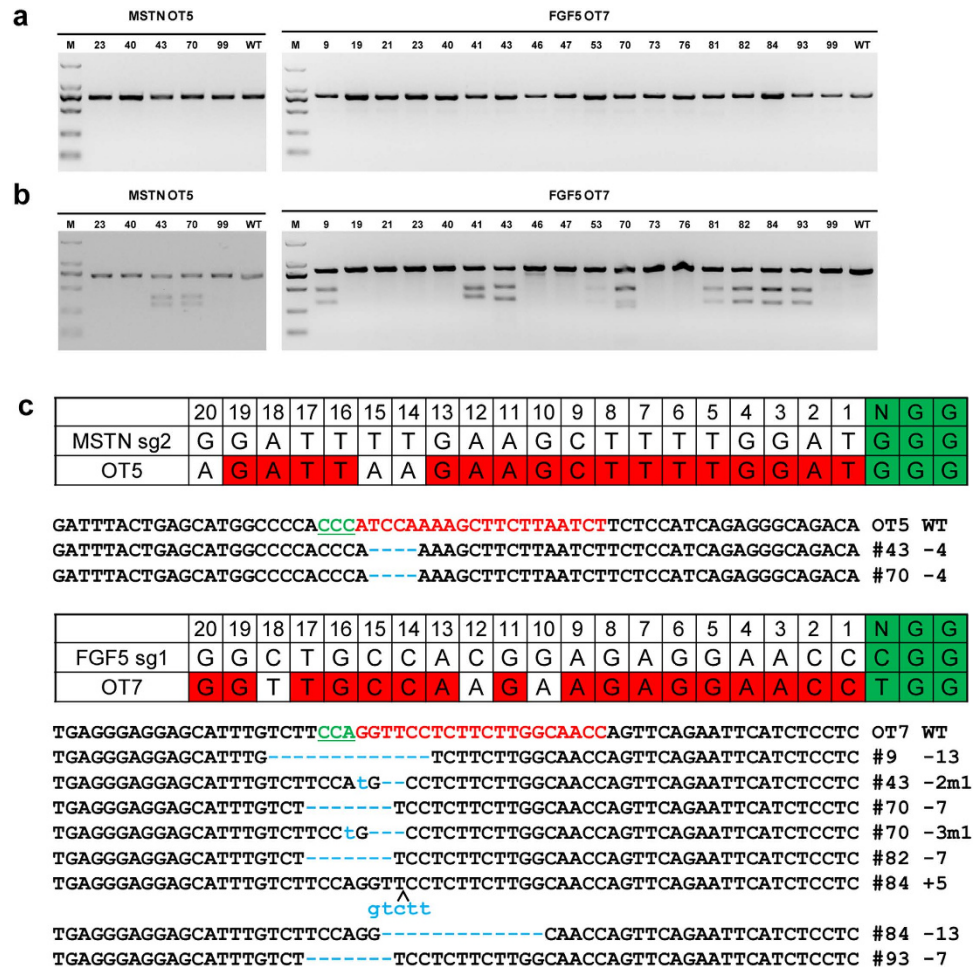 a
MSTN OT5 FGF5 OT7
M 23 40 43 70 99 WT M 9 19 21 23 40 41 43 46 47 53 70 73 76 81 82 84 93 99 WT
b
MSTN OT5 FGF5 OT7
M 23 40 43 70 99 WT M 9 19 21 23 40 41 43 46 47 53 70 73 76 81 82 84 93 99 WT
c
20 19 18 17 16 15 14 13 12 11 10 9 8 7 6 5 4 3 2 1 N G G
MSTN sg2 G G A T T T T G A A G C T T T T G G A T G G G
OT5 A G A T T A A G A A G C T T T T G G A T G G G
GATTTACTGAGCATGGCCCCACCCATCCAAAAGCTTCTTAATCTTCTCCATCAGAGGGCAGACA OT5 WT
GATTTACTGAGCATGGCCCCACCCA----AAAGCTTCTTAATCTTCTCCATCAGAGGGCAGACA #43 -4
GATTTACTGAGCATGGCCCCACCCA----AAAGCTTCTTAATCTTCTCCATCAGAGGGCAGACA #70 -4
20 19 18 17 16 15 14 13 12 11 10 9 8 7 6 5 4 3 2 1 N G G
FGF5 sg1 G G C T G C C A C G G A G A G G A A C C C G G
OT7 G G T T G C C A A G A A G A G G A A C C T G G
TGAGGGAGGAGCATTTGTCTTCCAGGTTCCTCTTCTTGGCAACCAGTTCAGAATTCATCTCCTC OT7 WT
TGAGGGAGGAGCATTTG-------------TCTTCTTGGCAACCAGTTCAGAATTCATCTCCTC #9 -13
TGAGGGAGGAGCATTTGTCTTCCAtG--CCTCTTCTTGGCAACCAGTTCAGAATTCATCTCCTC #43 -2m1
TGAGGGAGGAGCATTTGTCT-------TCCTCTTCTTGGCAACCAGTTCAGAATTCATCTCCTC #70 -7
TGAGGGAGGAGCATTTGTCTTCCtG---CCTCTTCTTGGCAACCAGTTCAGAATTCATCTCCTC #70 -3m1
TGAGGGAGGAGCATTTGTCT-------TCCTCTTCTTGGCAACCAGTTCAGAATTCATCTCCTC #82 -7
TGAGGGAGGAGCATTTGTCTTCCAGGTTCCTCTTCTTGGCAACCAGTTCAGAATTCATCTCCTC #84 +5
^
gtctt
TGAGGGAGGAGCATTTGTCTTCCAGG-------------CAACCAGTTCAGAATTCATCTCCTC #84 -13
TGAGGGAGGAGCATTTGTCT-------TCCTCTTCTTGGCAACCAGTTCAGAATTCATCTCCTC #93 -7